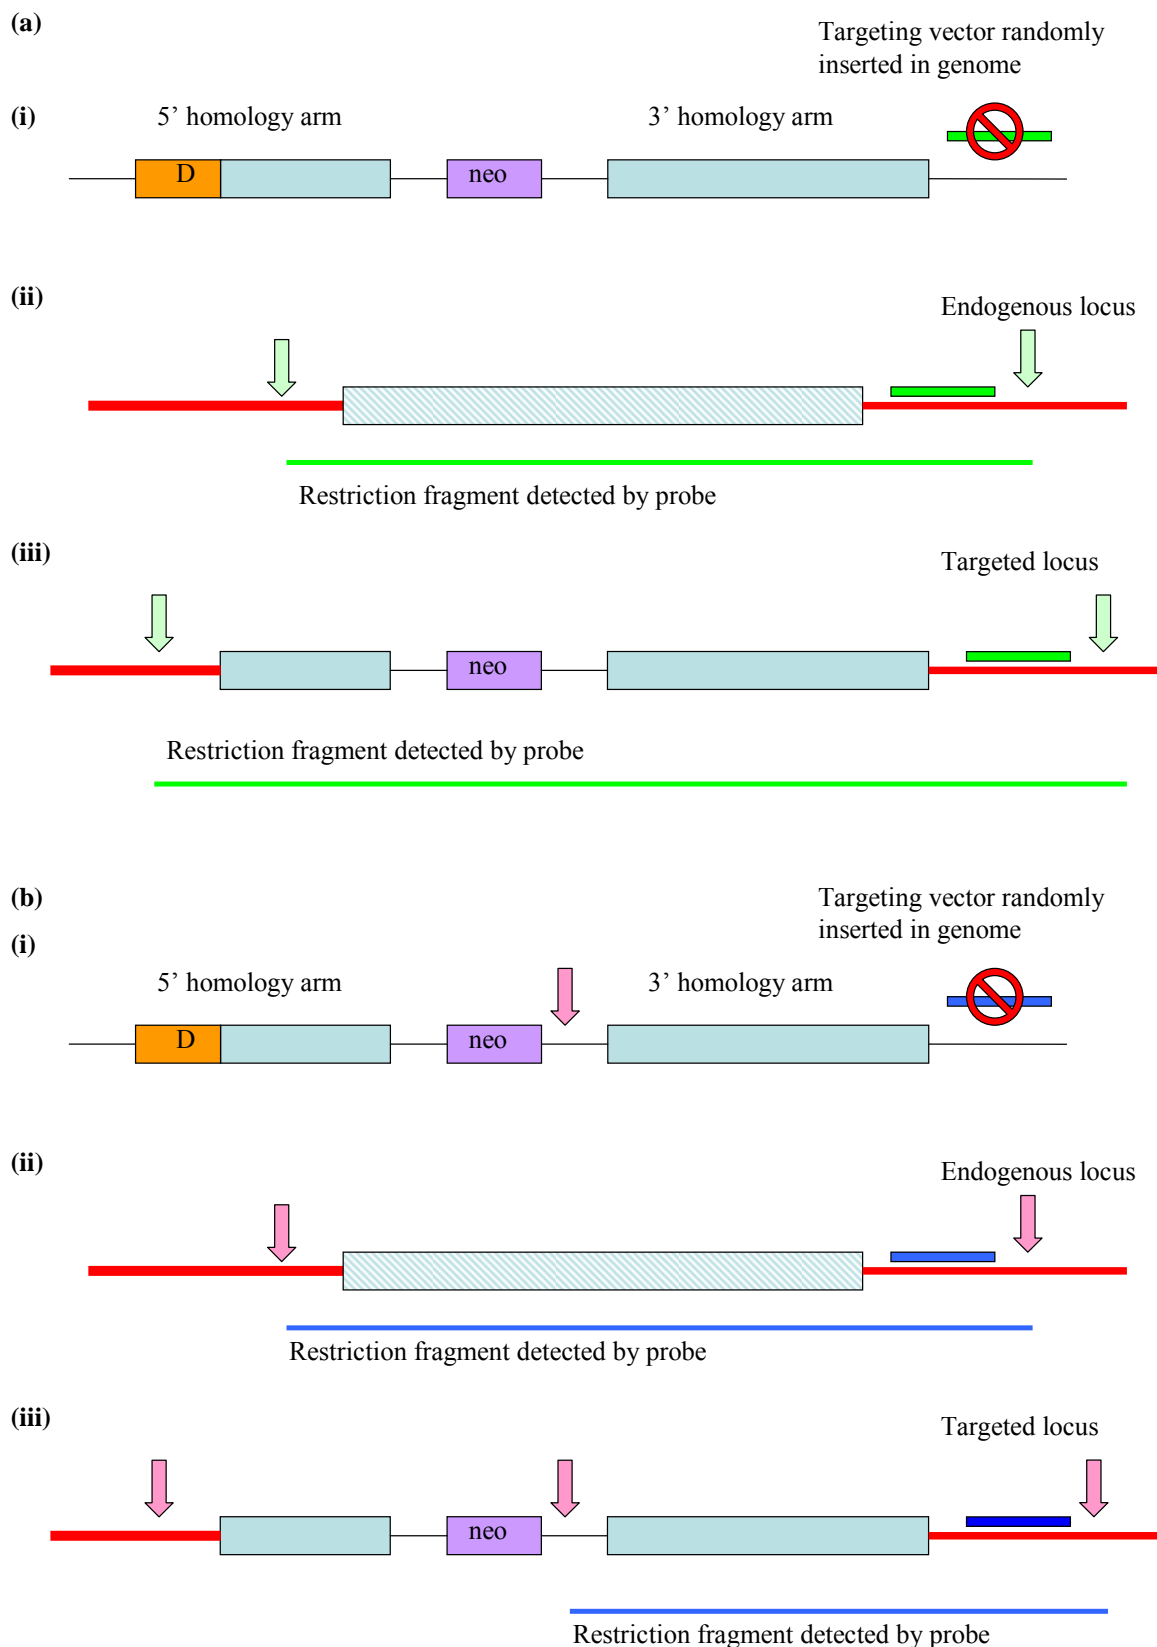 (a)
Targeting vector randomly
inserted in genome
(i)
5’ homology arm
3’ homology arm
D
neo
(ii)
Endogenous locus
Restriction fragment detected by probe
(iii)
Targeted locus
neo
Restriction fragment detected by probe
(b)
Targeting vector randomly
inserted in genome
(i)
5’ homology arm
3’ homology arm
D
neo
(ii)
Endogenous locus
Restriction fragment detected by probe
(iii)
Targeted locus
neo
Restriction fragment detected by probe